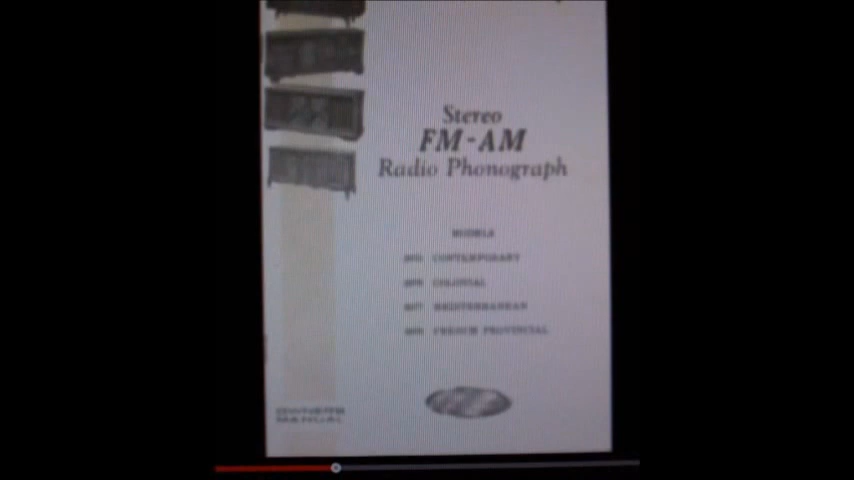 Stereo
FM-AM
Radio Phonograph
MODELS
CONTEMPORARY
COLONIAL
MEDITERRANEAN
FRENCH PROVINCIAL
OWNERS
MANUAL